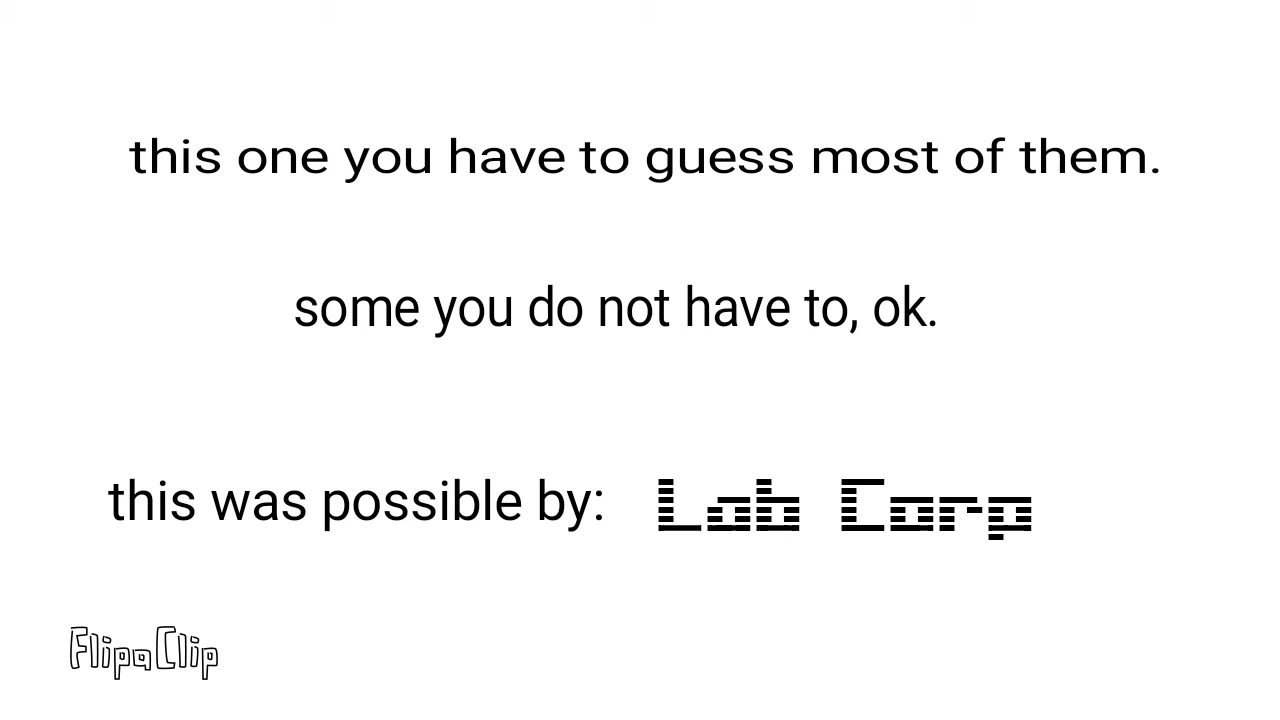 this one you have to guess most of them.
some you do not have to, ok.
this was possible by: Lob Corp
FlipaClip